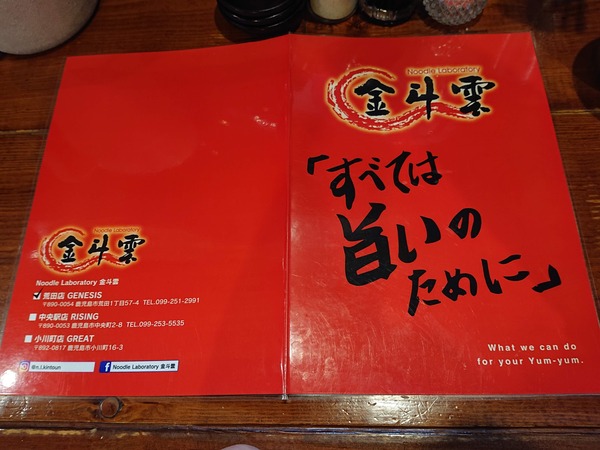 Noodle Laboratory
金斗雲
「すべては
旨いの
ために」
What we can do
for your Yum-yum.
Noodle Laboratory
金斗雲
Noodle Laboratory 金斗雲
荒田店 GENESIS
〒890-0054 鹿児島市荒田1丁目57-4 TEL.099-251-2991
中央駅店 RISING
〒890-0053 鹿児島市中央町2-8 TEL.099-253-5535
小川町店 GREAT
〒892-0817 鹿児島市小川町16-3
@n.l.kintoun
Noodle Laboratory 金斗雲